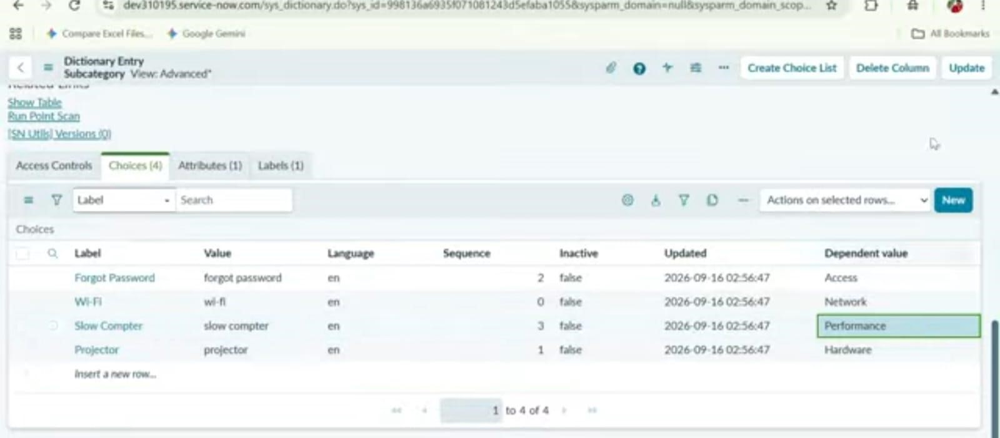 dev310195.service-now.com/sys_dictionary.do?sys_id=998136a6935f071081243d5efaba1055&sysparm_domain=null&sysparm_domain_scop...
Compare Excel Files... Google Gemini All Bookmarks
Dictionary Entry
Subcategory View: Advanced*
Create Choice List Delete Column Update
Related Links
Show Table
Run Point Scan
[SN Utils] Versions (0)
Access Controls Choices (4) Attributes (1) Labels (1)
Label Search Actions on selected rows... New
Choices
Label Value Language Sequence Inactive Updated Dependent value
Forgot Password forgot password en 2 false 2026-09-16 02:56:47 Access
Wi-Fi wi-fi en 0 false 2026-09-16 02:56:47 Network
Slow Compter slow compter en 3 false 2026-09-16 02:56:47 Performance
Projector projector en 1 false 2026-09-16 02:56:47 Hardware
Insert a new row...
1 to 4 of 4